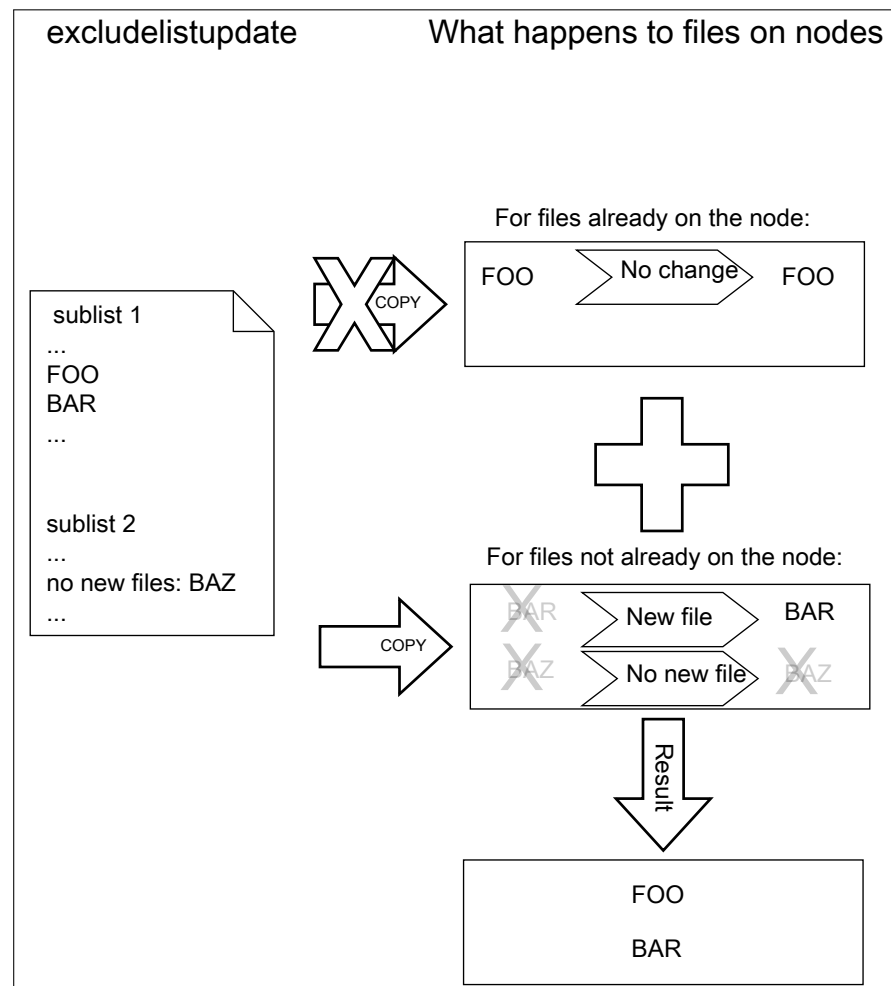 excludelistupdate
What happens to files on nodes
sublist 1
...
FOO
BAR
...
sublist 2
...
no new files: BAZ
...
For files already on the node:
COPY
FOO
No change
FOO
For files not already on the node:
COPY
BAR
New file
BAR
BAZ
No new file
BAZ
Result
FOO
BAR